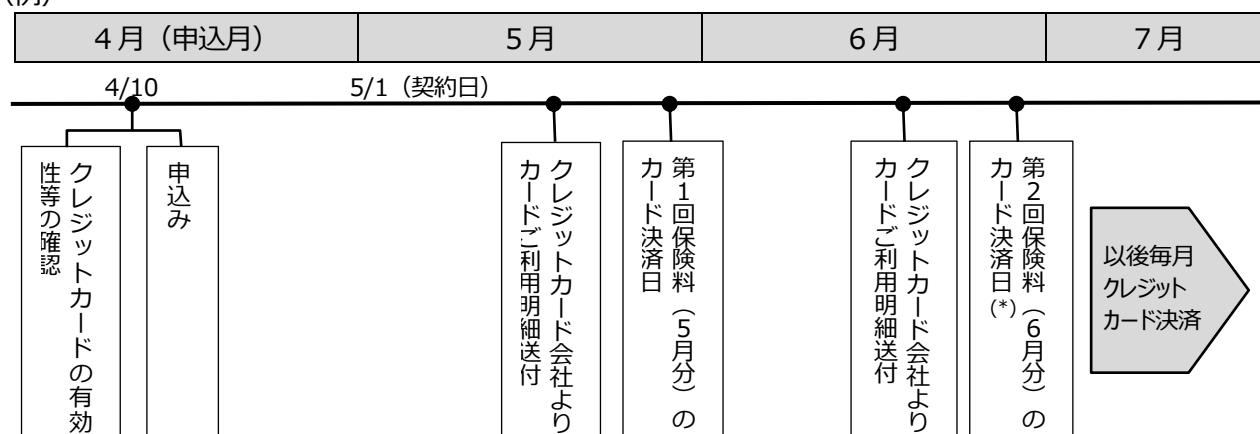 (例)
４月（申込月）
５月
６月
７月
4/10
5/1（契約日）
クレジットカードの有効
性等の確認
申込み
クレジットカード会社より
カードご利用明細送付
第1回保険料（5月分）の
カード決済日
クレジットカード会社より
カードご利用明細送付
第2回保険料（6月分）の
カード決済日(*)
以後毎月
クレジット
カード決済